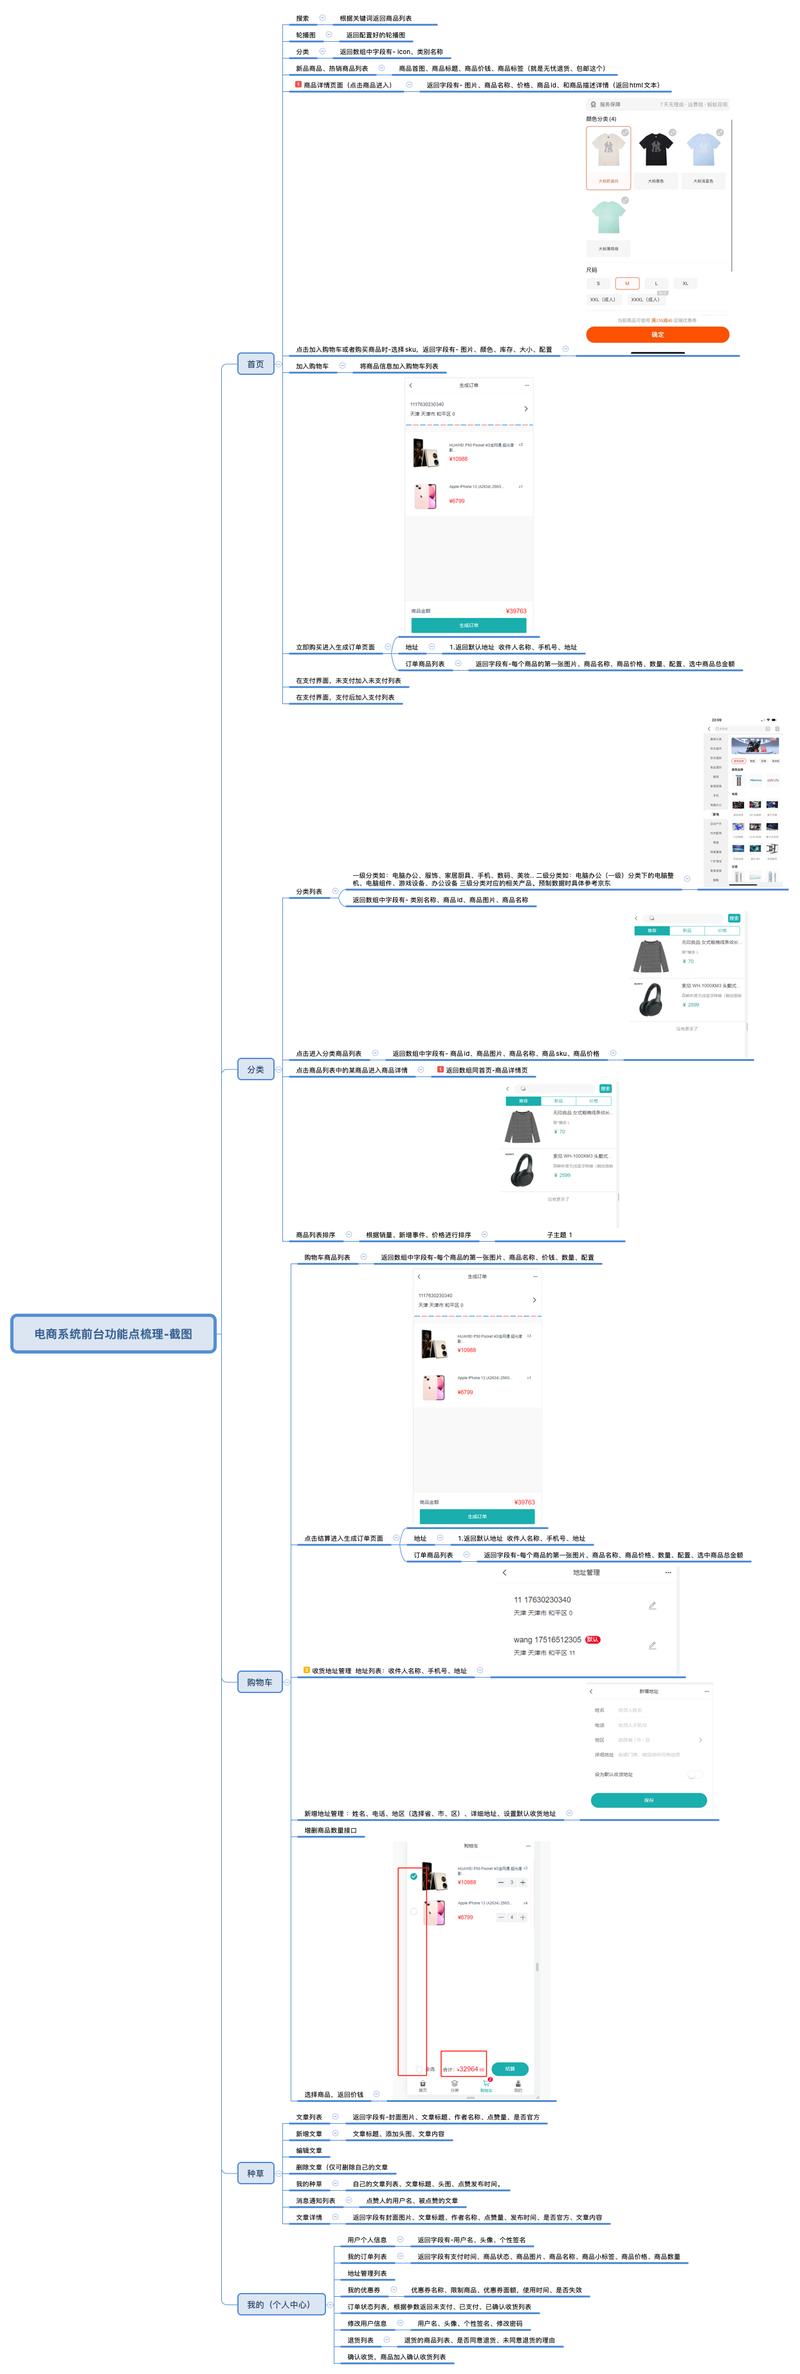 电商系统前台功能点梳理-截图
首页
搜索
根据关键词返回商品列表
轮播图
返回配置好的轮播图
分类
返回数组中字段有- icon、类别名称
新品商品、热销商品列表
商品首图、商品标题、商品价钱、商品标签（就是无忧退货、包邮这个）
商品详情页面（点击商品进入）
返回字段有- 图片、商品名称、价格、商品id、和商品描述详情（返回html文本）
服务保障
颜色分类 (4)
尺码
S
M
L
XL
XXL（成人）
XXXL（成人）
确定
点击加入购物车或者购买商品时-选择sku，返回字段有- 图片、颜色、库存、大小、配置
加入购物车
将商品信息加入购物车列表
生成订单
1117630230340
天津 天津市 和平区 0
¥10988
¥6799
商品金额
¥39763
生成订单
立即购买进入生成订单页面
地址
1.返回默认地址 收件人名称、手机号、地址
订单商品列表
返回字段有-每个商品的第一张图片、商品名称、商品价格、数量、配置、选中商品总金额
在支付界面，未支付加入未支付列表
在支付界面，支付后加入支付列表
分类
分类列表
一级分类如：电脑办公、服饰、家居厨具、手机、数码、美妆... 二级分类如：电脑办公（一级）分类下的电脑整
机、电脑组件、游戏设备、办公设备 三级分类对应的相关产品，预制数据时具体参考京东
返回数组中字段有- 类别名称、商品id、商品图片、商品名称
搜索
推荐
新品
价格
¥ 70
¥ 2599
没有更多了
点击进入分类商品列表
返回数组中字段有- 商品id、商品图片、商品名称、商品sku、商品价格
点击商品列表中的某商品进入商品详情
返回数组同首页-商品详情页
搜索
推荐
新品
价格
¥ 70
¥ 2599
没有更多了
商品列表排序
根据销量、新增事件、价格进行排序
子主题 1
购物车
购物车商品列表
返回数组中字段有-每个商品的第一张图片、商品名称、价钱、数量、配置
生成订单
1117630230340
天津 天津市 和平区 0
¥10988
¥6799
商品金额
¥39763
生成订单
点击结算进入生成订单页面
地址
1.返回默认地址 收件人名称、手机号、地址
订单商品列表
返回字段有-每个商品的第一张图片、商品名称、商品价格、数量、配置、选中商品总金额
地址管理
11 17630230340
天津 天津市 和平区 0
wang 17516512305 默认
天津 天津市 和平区 11
收货地址管理 地址列表：收件人名称、手机号、地址
新增地址
姓名
电话
地区
详细地址
设为默认收货地址
保存
新增地址管理：姓名、电话、地区（选择省、市、区）、详细地址、设置默认收货地址
增删商品数量接口
购物车
¥10988
3
¥6799
4
结算
首页
分类
购物车
我的
选择商品，返回价钱
种草
文章列表
返回字段有-封面图片、文章标题、作者名称、点赞量、是否官方
新增文章
文章标题、添加头图、文章内容
编辑文章
删除文章（仅可删除自己的文章
我的种草
自己的文章列表、文章标题、头图、点赞发布时间。
消息通知列表
点赞人的用户名、被点赞的文章
文章详情
返回字段有封面图片、文章标题、作者名称、点赞量、发布时间、是否官方、文章内容
我的（个人中心）
用户个人信息
返回字段有-用户名、头像、个性签名
我的订单列表
返回字段有支付时间、商品状态、商品图片、商品名称、商品小标签、商品价格、商品数量
地址管理列表
我的优惠券
优惠券名称、限制商品、优惠券面额，使用时间、是否失效
订单状态列表，根据参数返回未支付、已支付、已确认收货列表
修改用户信息
用户名、头像、个性签名、修改密码
退货列表
退货的商品列表、是否同意退货、未同意退货的理由
确认收货，商品加入确认收货列表